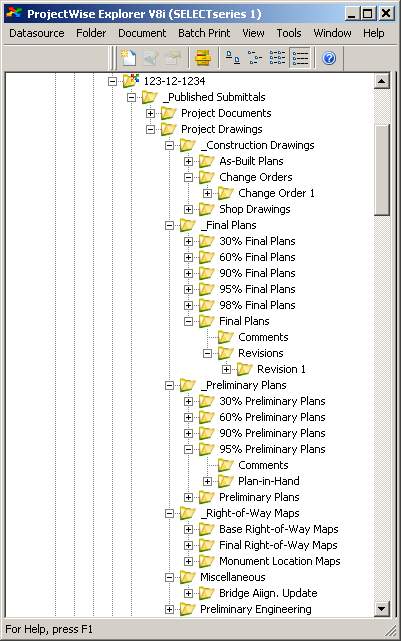 ProjectWise Explorer V8i (SELECTseries 1)
Datasource Folder Document Batch Print View Tools Window Help
123-12-1234
_Published Submittals
Project Documents
Project Drawings
_Construction Drawings
As-Built Plans
Change Orders
Change Order 1
Shop Drawings
_Final Plans
30% Final Plans
60% Final Plans
90% Final Plans
95% Final Plans
98% Final Plans
Final Plans
Comments
Revisions
Revision 1
_Preliminary Plans
30% Preliminary Plans
60% Preliminary Plans
90% Preliminary Plans
95% Preliminary Plans
Comments
Plan-in-Hand
Preliminary Plans
_Right-of-Way Maps
Base Right-of-Way Maps
Final Right-of-Way Maps
Monument Location Maps
Miscellaneous
Bridge Aiign. Update
Preliminary Engineering
For Help, press F1